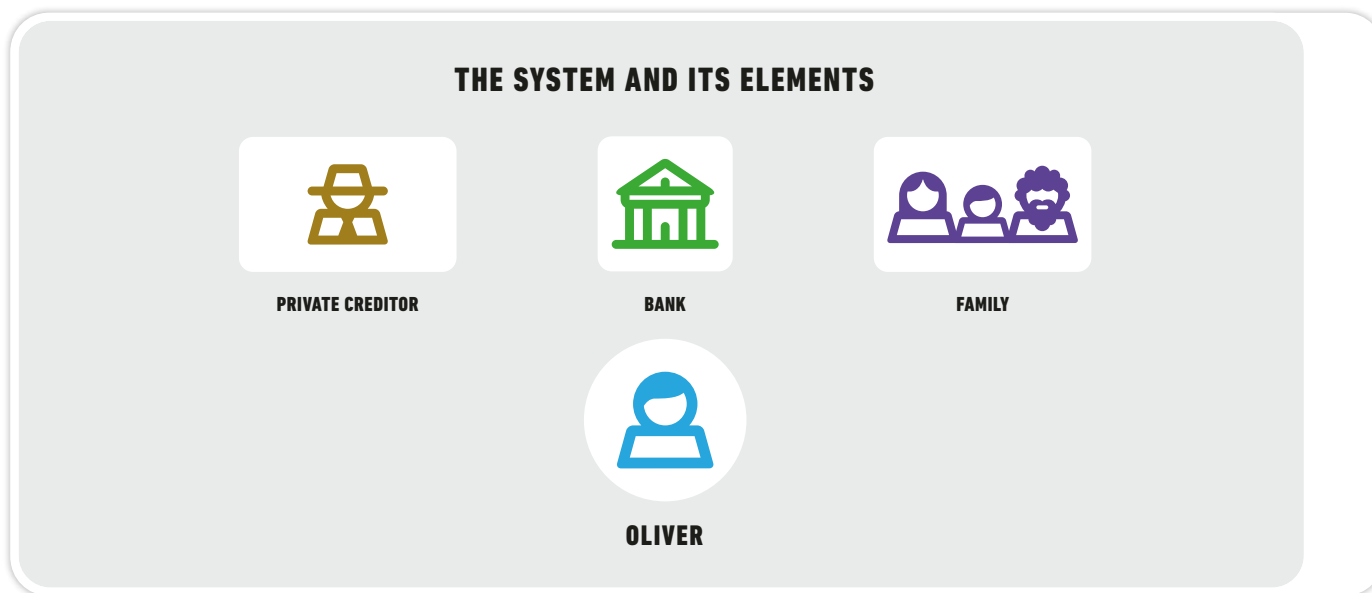 THE SYSTEM AND ITS ELEMENTS
PRIVATE CREDITOR
BANK
FAMILY
OLIVER